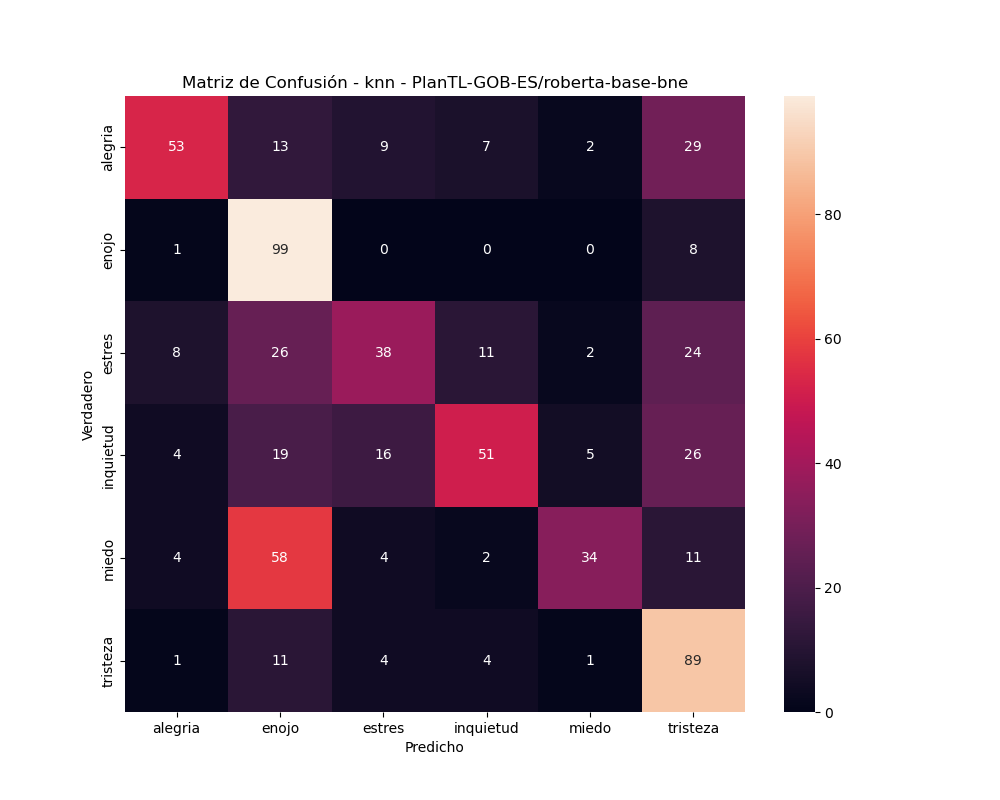 Matriz de Confusión - knn - PlanTL-GOB-ES/roberta-base-bne
Verdadero
alegria 53 13 9 7 2 29
enojo 1 99 0 0 0 8
estres 8 26 38 11 2 24
inquietud 4 19 16 51 5 26
miedo 4 58 4 2 34 11
tristeza 1 11 4 4 1 89
alegria enojo estres inquietud miedo tristeza
Predicho
80
60
40
20
0